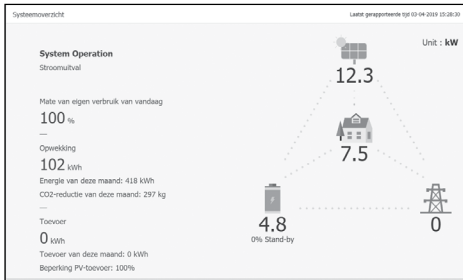 Systeemoverzicht
Laatst gerapporteerde tijd 03-04-2019 15:28:30
Unit : kW
System Operation
Stroomuitval
Mate van eigen verbruik van vandaag
100 %
Opwekking
102 kWh
Energie van deze maand: 418 kWh
CO2-reductie van deze maand: 297 kg
Toevoer
0 kWh
Toevoer van deze maand: 0 kWh
Beperking PV-toevoer: 100%
12.3
7.5
4.8
0% Stand-by
0